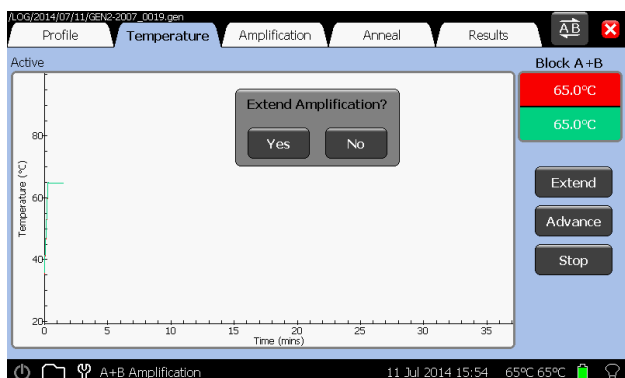 /LOG/2014/07/11/GEN2-2007_0019.gen
Profile Temperature Amplification Anneal Results AB
Active Block A+B
65.0°C
65.0°C
Extend Amplification?
Yes No
Extend
Advance
Stop
Temperature (°C)
80
60
40
20
0 5 10 15 20 25 30 35
Time (mins)
A+B Amplification 11 Jul 2014 15:54 65°C 65°C